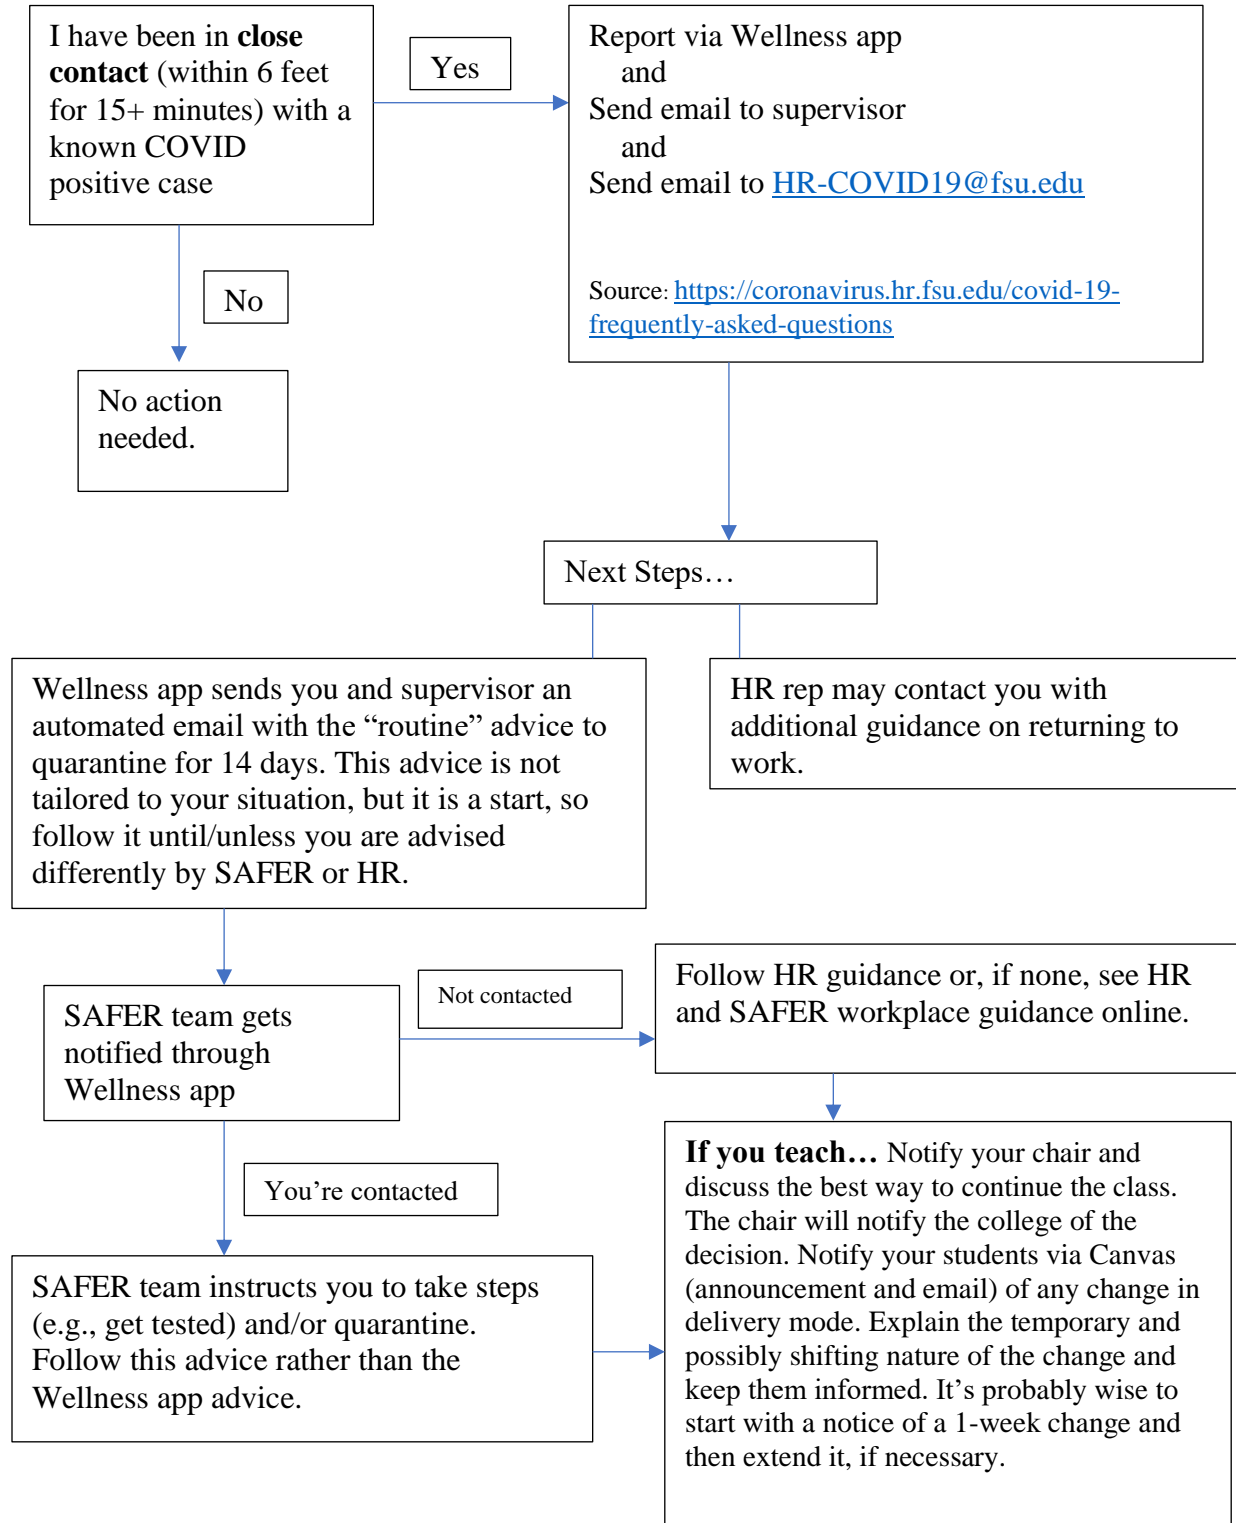 I have been in close
contact (within 6 feet
for 15+ minutes) with a
known COVID
positive case
Yes
Report via Wellness app
and
Send email to supervisor
and
Send email to HR-COVID19@fsu.edu
Source: https://coronavirus.hr.fsu.edu/covid-19-
frequently-asked-questions
No
No action
needed.
Next Steps…
Wellness app sends you and supervisor an
automated email with the “routine” advice to
quarantine for 14 days. This advice is not
tailored to your situation, but it is a start, so
follow it until/unless you are advised
differently by SAFER or HR.
HR rep may contact you with
additional guidance on returning to
work.
SAFER team gets
notified through
Wellness app
Not contacted
Follow HR guidance or, if none, see HR
and SAFER workplace guidance online.
You’re contacted
SAFER team instructs you to take steps
(e.g., get tested) and/or quarantine.
Follow this advice rather than the
Wellness app advice.
If you teach… Notify your chair and
discuss the best way to continue the class.
The chair will notify the college of the
decision. Notify your students via Canvas
(announcement and email) of any change in
delivery mode. Explain the temporary and
possibly shifting nature of the change and
keep them informed. It’s probably wise to
start with a notice of a 1-week change and
then extend it, if necessary.